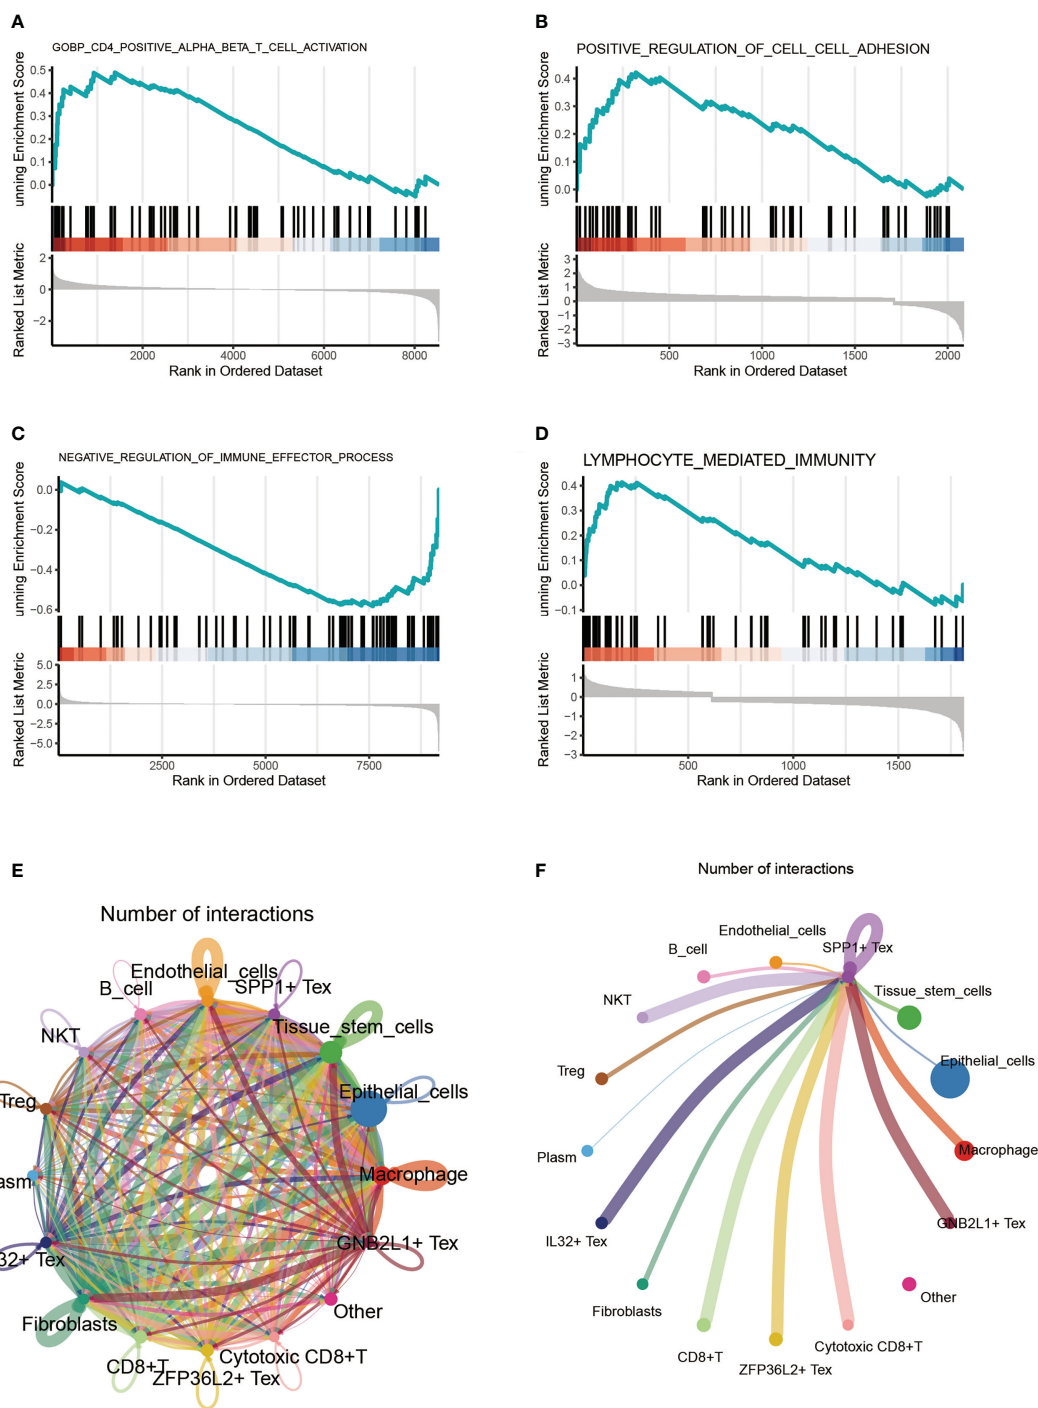 A
GOBP_CD4_POSITIVE_ALPHA_BETA_T_CELL_ACTIVATION
unning Enrichment Score
0.5
0.4
0.3
0.2
0.1
0.0
Ranked List Metric
2
0
−2
2000 4000 6000 8000
Rank in Ordered Dataset
B
POSITIVE_REGULATION_OF_CELL_CELL_ADHESION
unning Enrichment Score
0.4
0.3
0.2
0.1
0.0
Ranked List Metric
3
2
1
0
−1
−2
−3
500 1000 1500 2000
Rank in Ordered Dataset
C
NEGATIVE_REGULATION_OF_IMMUNE_EFFECTOR_PROCESS
unning Enrichment Score
0.0
−0.2
−0.4
−0.6
Ranked List Metric
5.0
2.5
0.0
−2.5
−5.0
2500 5000 7500
Rank in Ordered Dataset
D
LYMPHOCYTE_MEDIATED_IMMUNITY
unning Enrichment Score
0.4
0.3
0.2
0.1
0.0
−0.1
Ranked List Metric
1
0
−1
−2
−3
500 1000 1500
Rank in Ordered Dataset
E
Number of interactions
Endothelial_cells
B_cell
SPP1+ Tex
NKT
Tissue_stem_cells
Treg
Epithelial_cells
asm
Macrophage
32+ Tex
GNB2L1+ Tex
Fibroblasts
Other
CD8+T
Cytotoxic CD8+T
ZFP36L2+ Tex
F
Number of interactions
Endothelial_cells
B_cell
SPP1+ Tex
NKT
Tissue_stem_cells
Treg
Epithelial_cells
Plasm
Macrophage
IL32+ Tex
GNB2L1+ Tex
Fibroblasts
Other
CD8+T
Cytotoxic CD8+T
ZFP36L2+ Tex